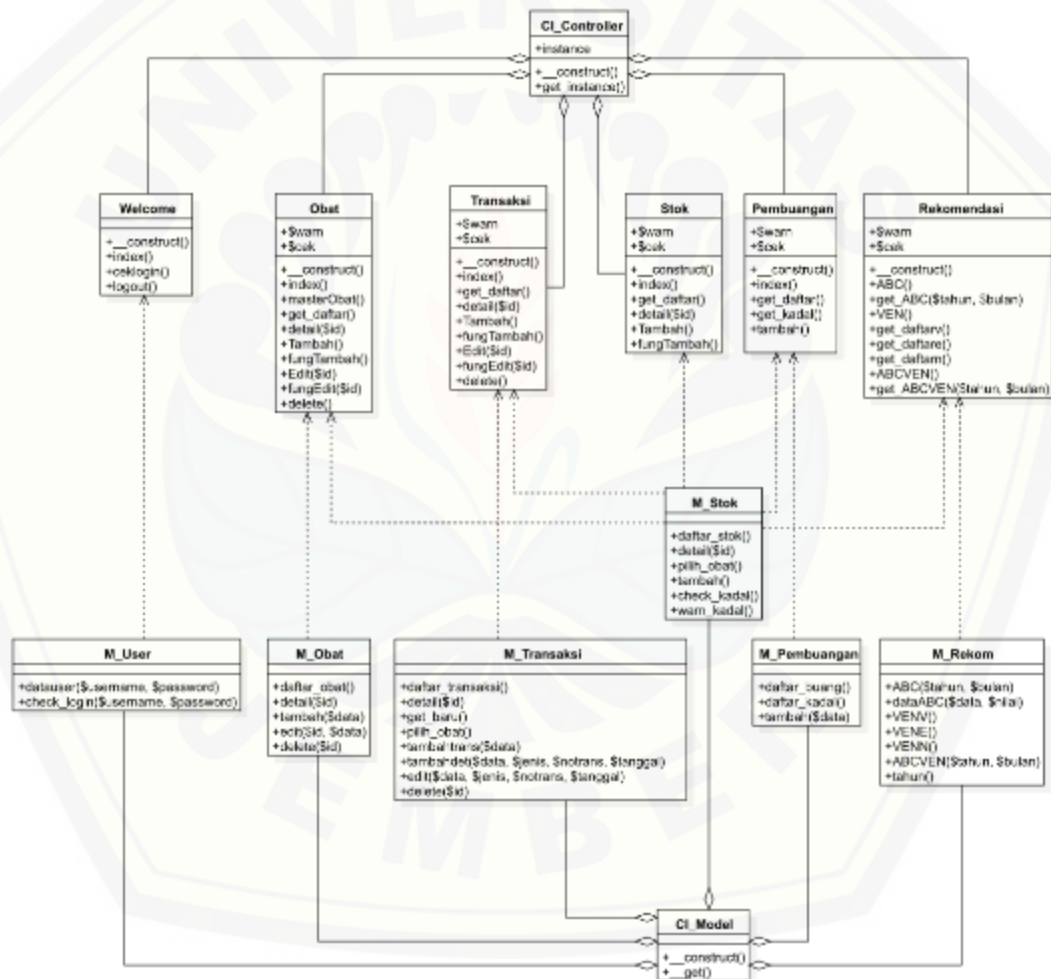 UNIVERSITAS
JEMBER
CI_Controller
+instance
+__construct()
+get_instance()
Welcome
+__construct()
+index()
+ceklogin()
+logout()
Obat
+$warn
+$cek
+__construct()
+index()
+masterObat()
+get_daftar()
+detail($id)
+Tambah()
+fungTambah()
+Edit($id)
+fungEdit($id)
+delete()
Transaksi
+$warn
+$cek
+__construct()
+index()
+get_daftar()
+detail($id)
+Tambah()
+fungTambah()
+Edit($id)
+fungEdit($id)
+delete()
Stok
+$warn
+$cek
+__construct()
+index()
+get_daftar()
+detail($id)
+Tambah()
+fungTambah()
Pembuangan
+$warn
+$cek
+__construct()
+index()
+get_daftar()
+get_kadal()
+tambah()
Rekomendasi
+$warn
+$cek
+__construct()
+ABC()
+get_ABC($tahun, $bulan)
+VEN()
+get_daftarv()
+get_daftare()
+get_daftarn()
+ABCVEN()
+get_ABCVEN($tahun, $bulan)
M_Stok
+daftar_stok()
+detail($id)
+pilih_obat()
+tambah()
+check_kadal()
+warn_kadal()
M_User
+datauser($username, $password)
+check_login($username, $password)
M_Obat
+daftar_obat()
+detail($id)
+tambah($data)
+edit($id, $data)
+delete($id)
M_Transaksi
+daftar_transaksi()
+detail($id)
+get_baru()
+pilih_obat()
+tambahtrans($data)
+tambahdet($data, $jenis, $notrans, $tanggal)
+edit($data, $jenis, $notrans, $tanggal)
+delete($id)
M_Pembuangan
+daftar_buang()
+daftar_kadal()
+tambah($data)
M_Rekom
+ABC($tahun, $bulan)
+dataABC($data, $nilai)
+VENV()
+VENE()
+VENN()
+ABCVEN($tahun, $bulan)
+tahun()
CI_Model
+__construct()
+__get()